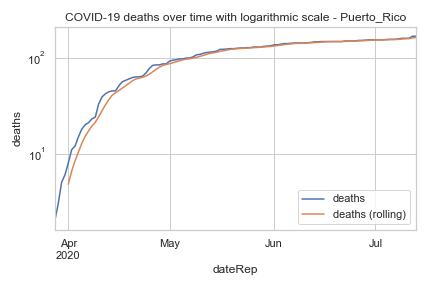 COVID-19 deaths over time with logarithmic scale - Puerto_Rico
deaths
10²
10¹
deaths
deaths (rolling)
Apr
2020
May
Jun
Jul
dateRep